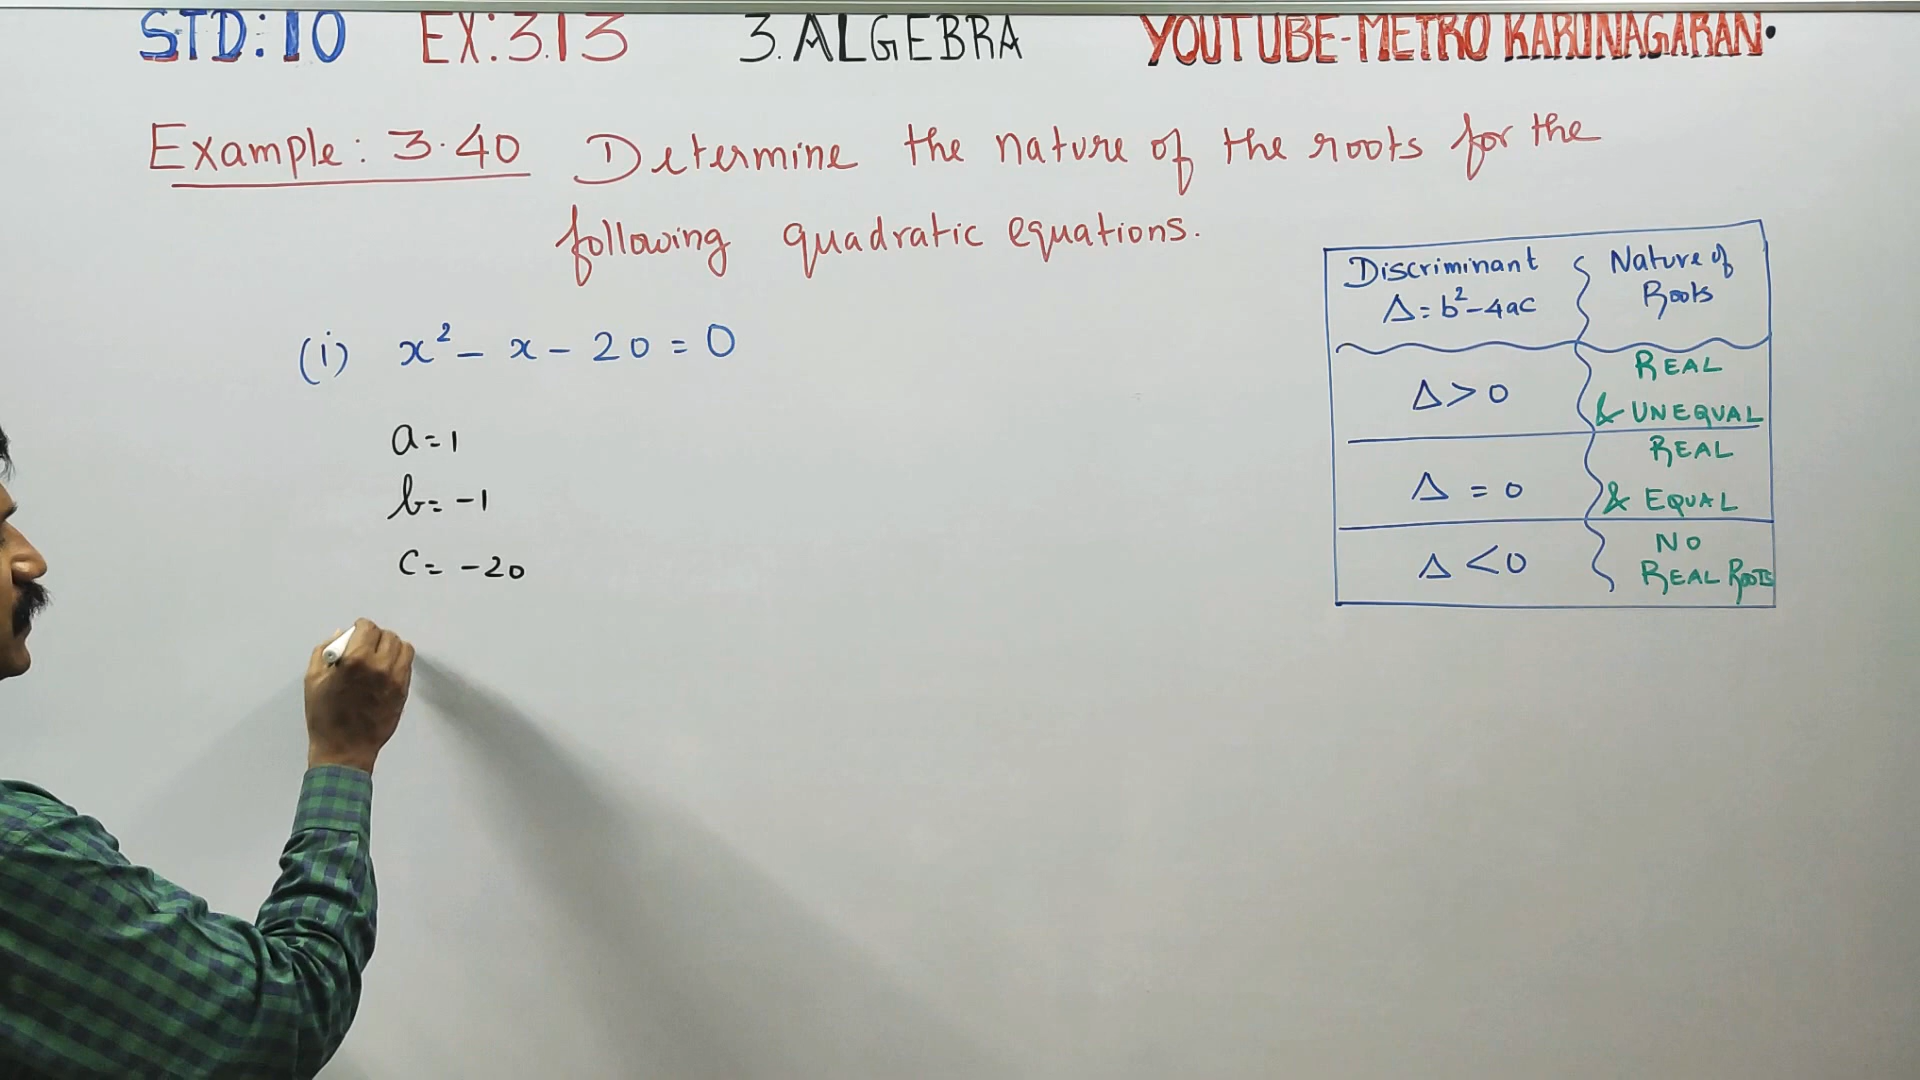 STD: 10 EX: 3.13 3. ALGEBRA YOUTUBE-METRO KARUNAGARAN.
Example: 3.40 Determine the nature of the roots for the
following quadratic equations.
(i) x² - x - 20 = 0
a = 1
b = -1
c = -20
Discriminant
Δ = b² - 4ac
Nature of
Roots
Δ > 0
REAL
& UNEQUAL
Δ = 0
REAL
& EQUAL
Δ < 0
NO
REAL ROOTS